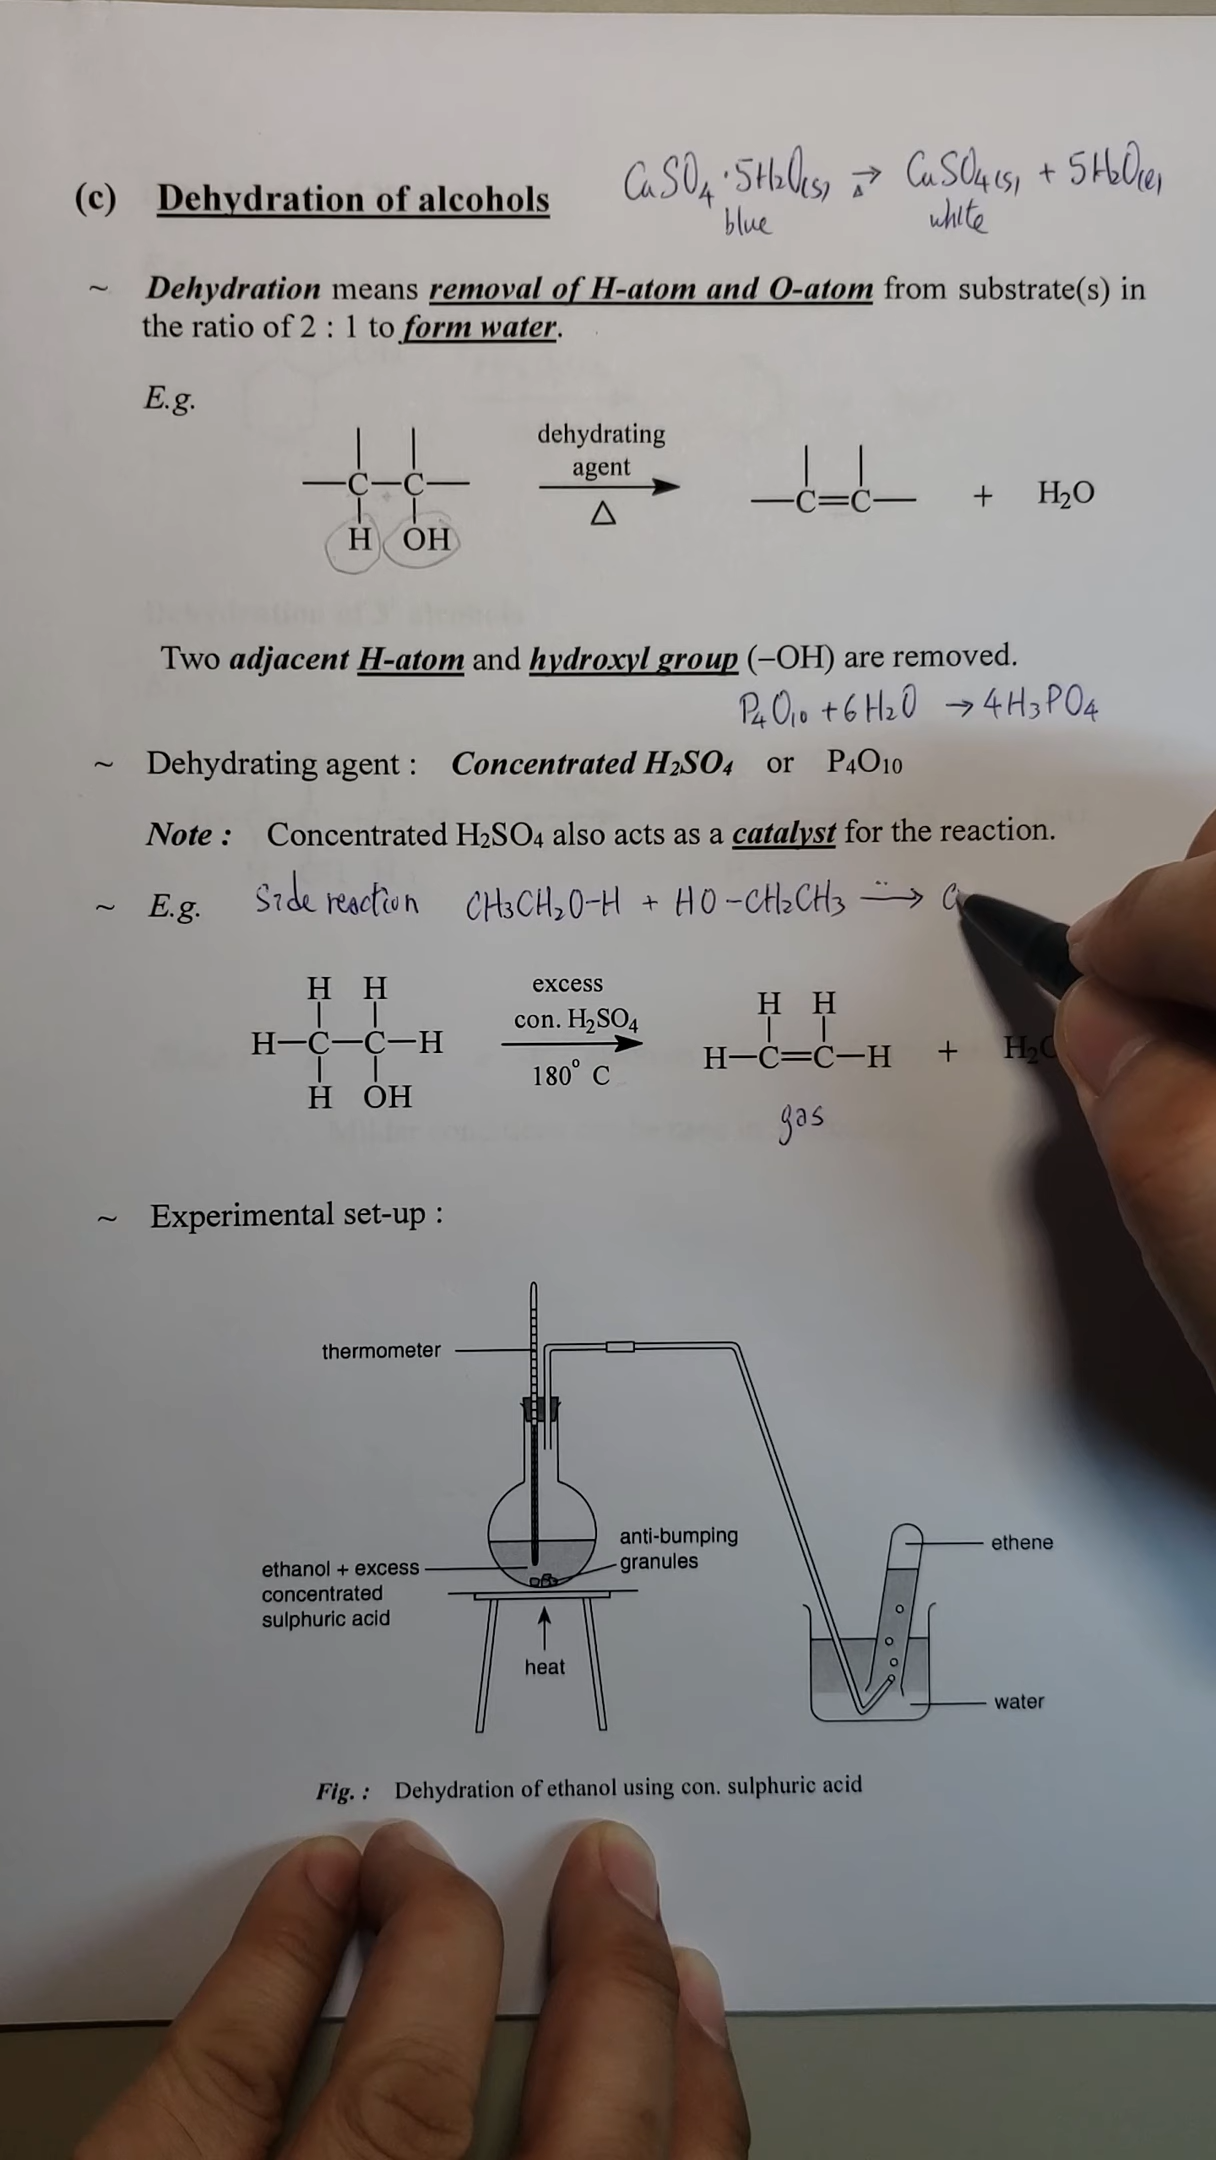 (c) Dehydration of alcohols
CuSO4·5H2O(s) →△ CuSO4(s) + 5H2O(l)
blue white
~ Dehydration means removal of H-atom and O-atom from substrate(s) in
the ratio of 2 : 1 to form water.
E.g.
dehydrating
agent
△
—C—C— —C=C— + H2O
H OH
Two adjacent H-atom and hydroxyl group (–OH) are removed.
P4O10 + 6H2O → 4H3PO4
~ Dehydrating agent : Concentrated H2SO4 or P4O10
Note : Concentrated H2SO4 also acts as a catalyst for the reaction.
~ E.g. Side reaction CH3CH2O-H + HO-CH2CH3 → C
H H excess H H
con. H2SO4
H—C—C—H H—C=C—H + H2O
180° C
H OH
gas
~ Experimental set-up :
thermometer
anti-bumping
granules
ethanol + excess
concentrated
sulphuric acid
heat
ethene
water
Fig. : Dehydration of ethanol using con. sulphuric acid